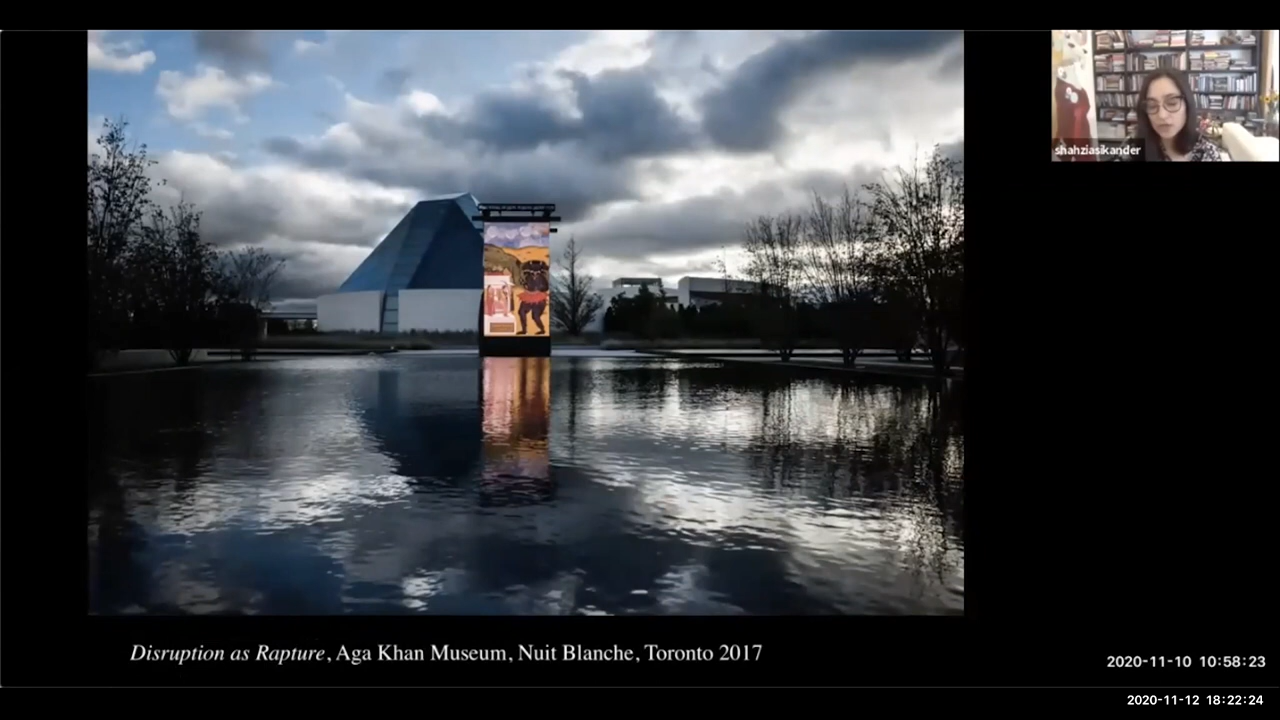 shahziasikander
Disruption as Rapture, Aga Khan Museum, Nuit Blanche, Toronto 2017
2020-11-10 10:58:23
2020-11-12 18:22:24